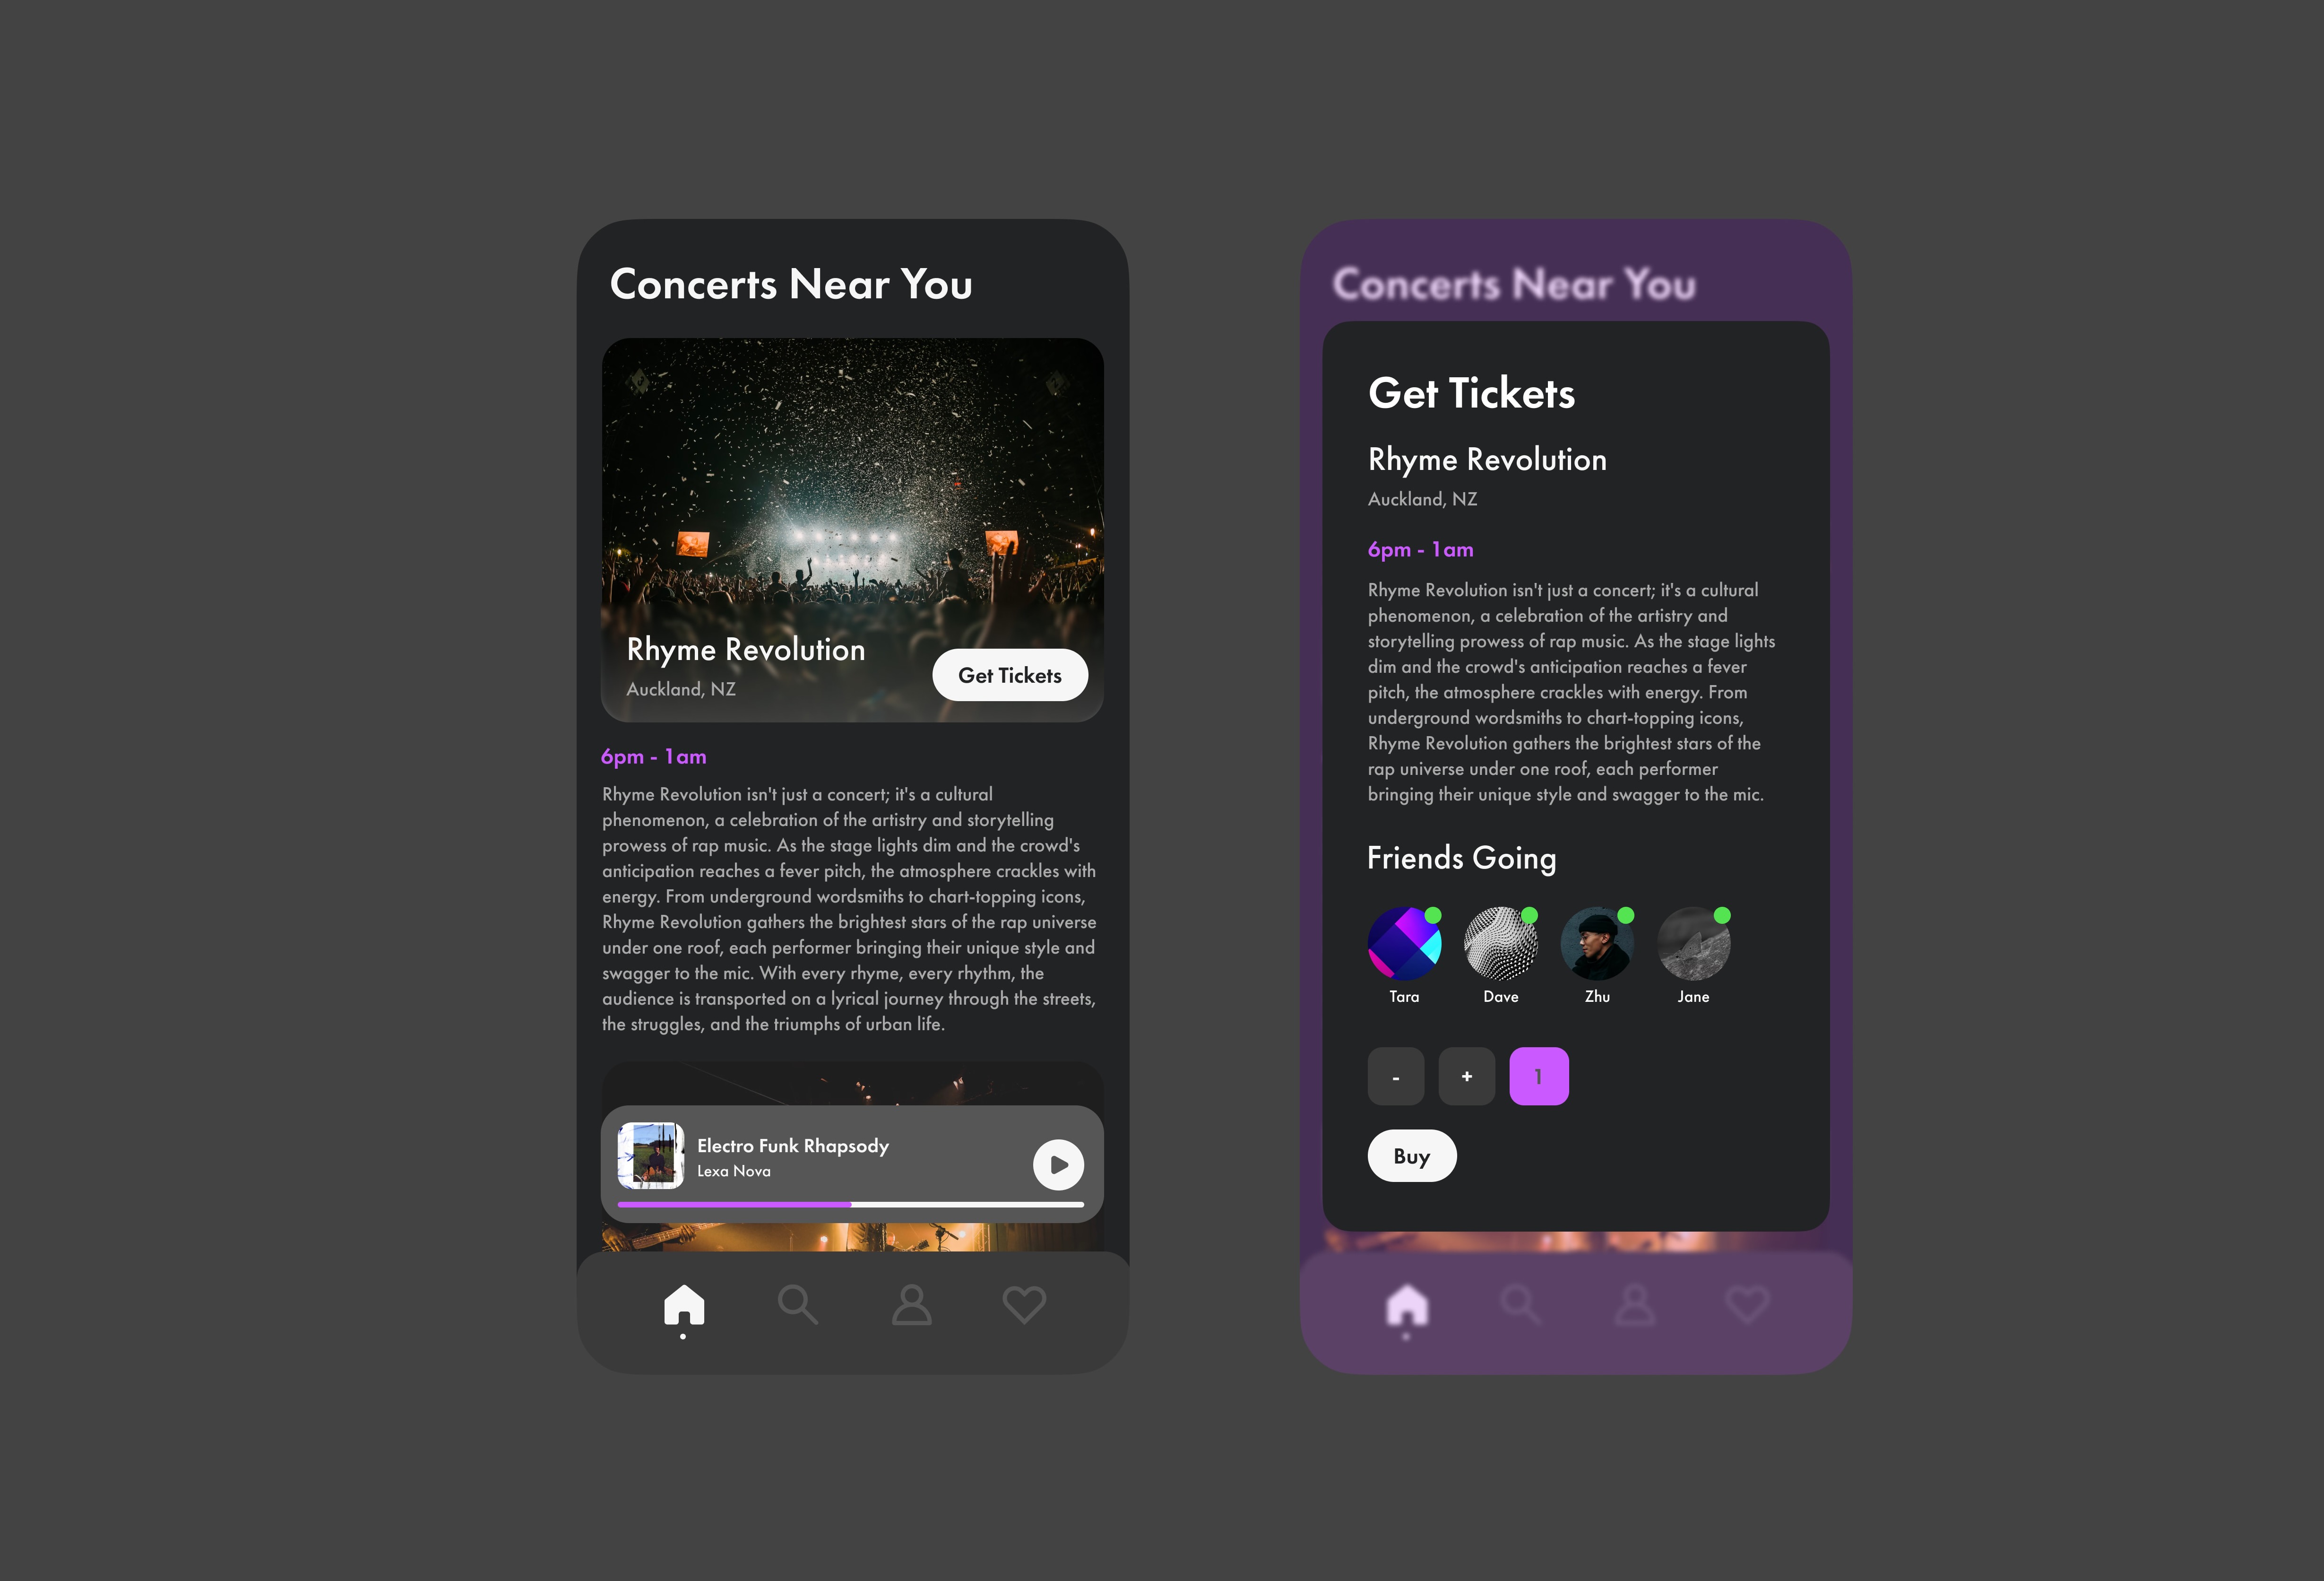 Concerts Near You
Rhyme Revolution
Auckland, NZ
Get Tickets
6pm - 1am
Rhyme Revolution isn't just a concert; it's a cultural
phenomenon, a celebration of the artistry and storytelling
prowess of rap music. As the stage lights dim and the crowd's
anticipation reaches a fever pitch, the atmosphere crackles with
energy. From underground wordsmiths to chart-topping icons,
Rhyme Revolution gathers the brightest stars of the rap universe
under one roof, each performer bringing their unique style and
swagger to the mic. With every rhyme, every rhythm, the
audience is transported on a lyrical journey through the streets,
the struggles, and the triumphs of urban life.
Electro Funk Rhapsody
Lexa Nova
Concerts Near You
Get Tickets
Rhyme Revolution
Auckland, NZ
6pm - 1am
Rhyme Revolution isn't just a concert; it's a cultural
phenomenon, a celebration of the artistry and
storytelling prowess of rap music. As the stage lights
dim and the crowd's anticipation reaches a fever
pitch, the atmosphere crackles with energy. From
underground wordsmiths to chart-topping icons,
Rhyme Revolution gathers the brightest stars of the
rap universe under one roof, each performer
bringing their unique style and swagger to the mic.
Friends Going
Tara Dave Zhu Jane
- + 1
Buy